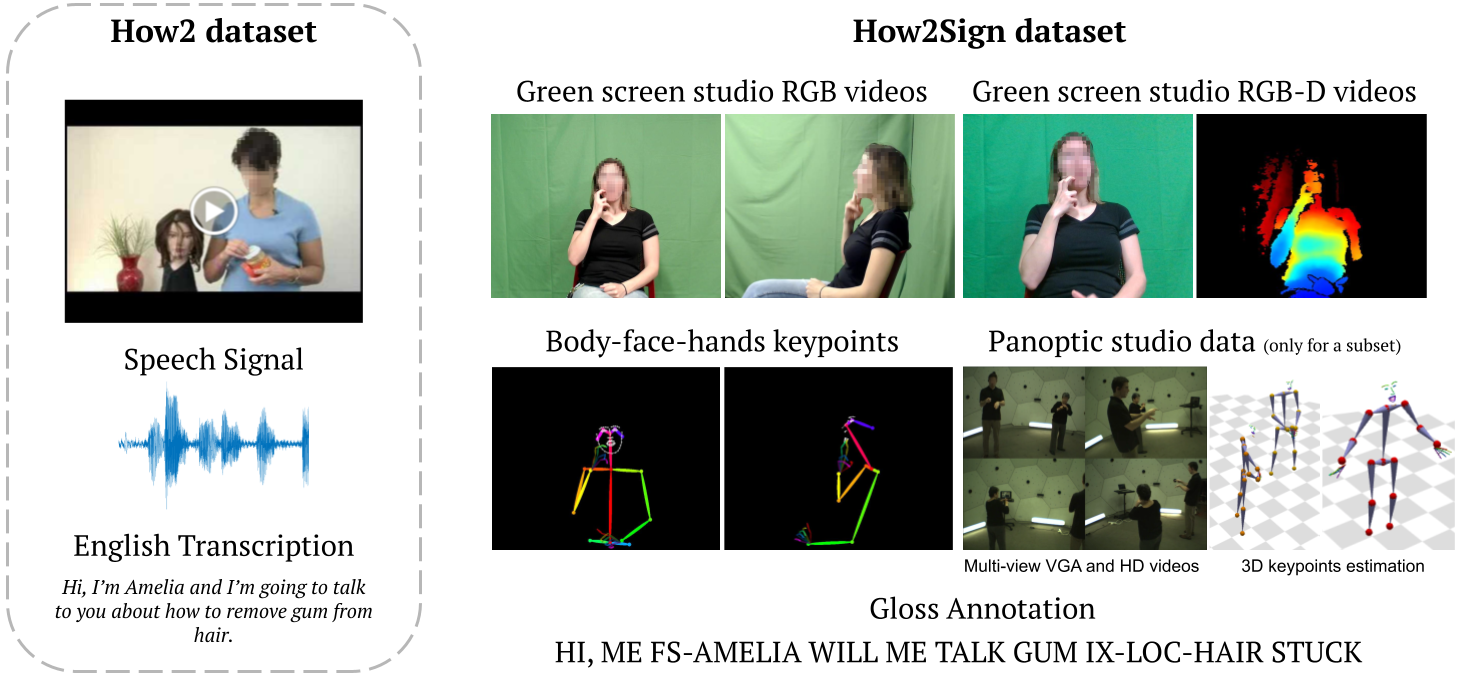 How2 dataset
Speech Signal
English Transcription
Hi, I’m Amelia and I’m going to talk
to you about how to remove gum from
hair.
How2Sign dataset
Green screen studio RGB videos
Green screen studio RGB-D videos
Body-face-hands keypoints
Panoptic studio data (only for a subset)
Multi-view VGA and HD videos
3D keypoints estimation
Gloss Annotation
HI, ME FS-AMELIA WILL ME TALK GUM IX-LOC-HAIR STUCK